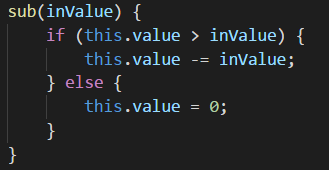 sub(inValue) {
    if (this.value > inValue) {
        this.value -= inValue;
    } else {
        this.value = 0;
    }
}